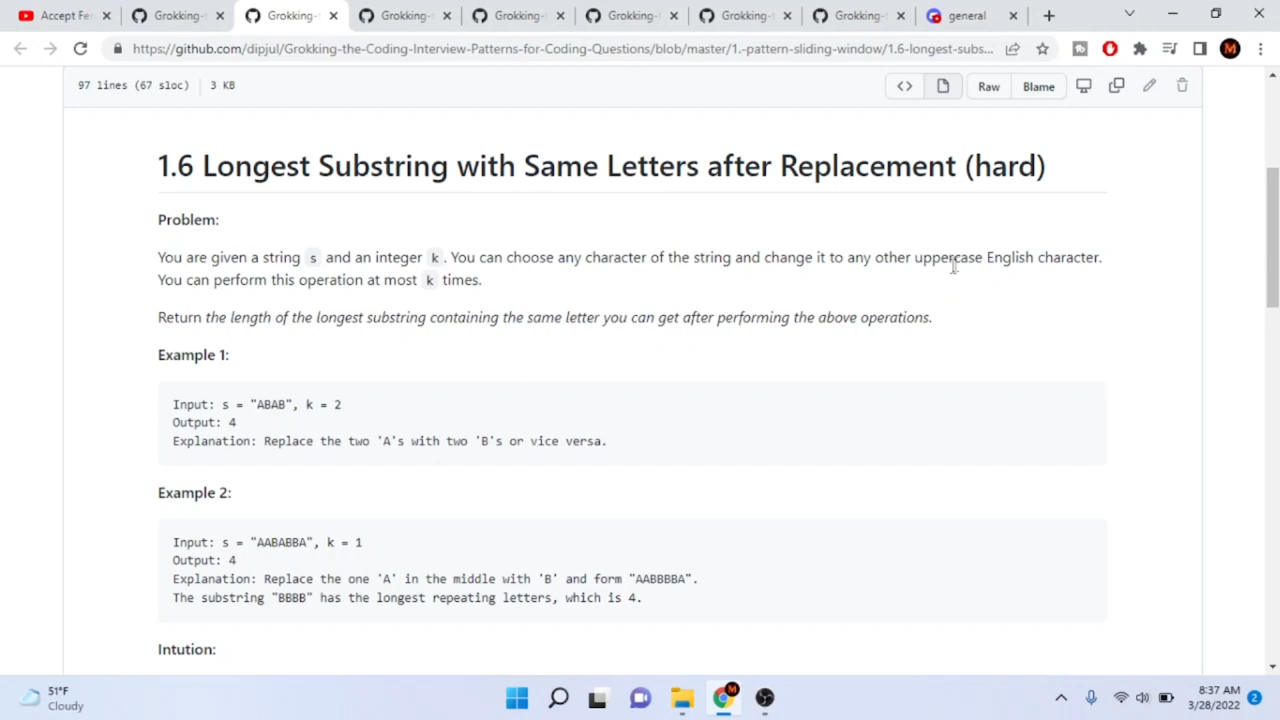 Accept Fer
Grokking-
Grokking-
Grokking-
Grokking-
Grokking-
Grokking-
Grokking-
general
https://github.com/dipjul/Grokking-the-Coding-Interview-Patterns-for-Coding-Questions/blob/master/1.-pattern-sliding-window/1.6-longest-subs...
M
97 lines (67 sloc) 3 KB
Raw
Blame
1.6 Longest Substring with Same Letters after Replacement (hard)
Problem:
You are given a string s and an integer k. You can choose any character of the string and change it to any other uppercase English character.
You can perform this operation at most k times.
Return the length of the longest substring containing the same letter you can get after performing the above operations.
Example 1:
Input: s = "ABAB", k = 2
Output: 4
Explanation: Replace the two 'A's with two 'B's or vice versa.
Example 2:
Input: s = "AABABBA", k = 1
Output: 4
Explanation: Replace the one 'A' in the middle with 'B' and form "AABBBBA".
The substring "BBBB" has the longest repeating letters, which is 4.
Intution:
51°F
Cloudy
M
8:37 AM
3/28/2022
2